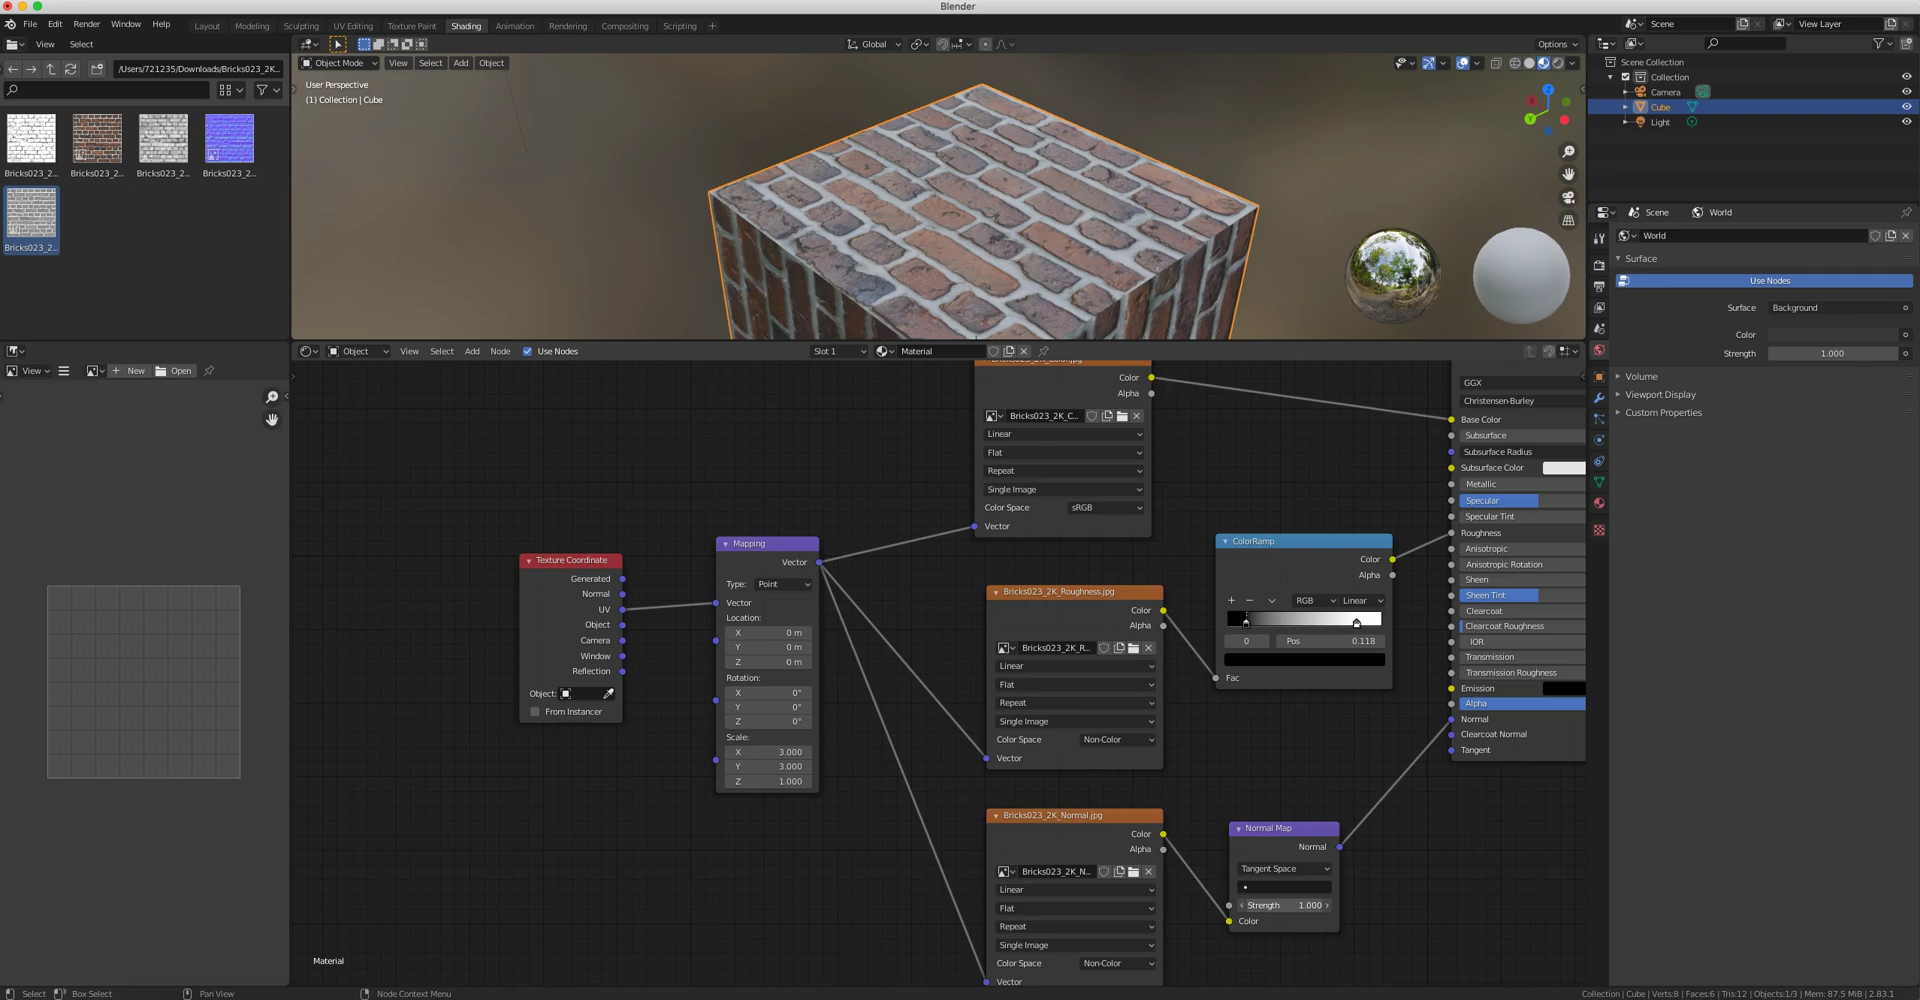 Blender
File Edit Render Window Help
Layout Modeling Sculpting UV Editing Texture Paint Shading Animation Rendering Compositing Scripting +
Scene
View Layer
View Select
Global
Options
/Users/721235/Downloads/Bricks023_2K...
Object Mode View Select Add Object
User Perspective
(1) Collection | Cube
Bricks023_2... Bricks023_2... Bricks023_2... Bricks023_2...
Bricks023_2...
X
Y
Z
Scene Collection
Collection
Camera
Cube
Light
Scene World
World
Surface
Use Nodes
Surface Background
Color
Strength 1.000
Volume
Viewport Display
Custom Properties
View New Open
Object View Select Add Node Use Nodes Slot 1 Material
Texture Coordinate
Generated
Normal
UV
Object
Camera
Window
Reflection
Object:
From Instancer
Mapping
Vector
Type: Point
Vector
Location:
X 0 m
Y 0 m
Z 0 m
Rotation:
X 0°
Y 0°
Z 0°
Scale:
X 3.000
Y 3.000
Z 1.000
Bricks023_2K_Color.jpg
Color
Alpha
Bricks023_2K_C...
Linear
Flat
Repeat
Single Image
Color Space sRGB
Vector
Bricks023_2K_Roughness.jpg
Color
Alpha
Bricks023_2K_R...
Linear
Flat
Repeat
Single Image
Color Space Non-Color
Vector
Bricks023_2K_Normal.jpg
Color
Alpha
Bricks023_2K_N...
Linear
Flat
Repeat
Single Image
Color Space Non-Color
Vector
ColorRamp
Color
Alpha
+ − RGB Linear
0 Pos 0.118
Fac
Normal Map
Normal
Tangent Space
Strength 1.000
Color
GGX
Christensen-Burley
Base Color
Subsurface
Subsurface Radius
Subsurface Color
Metallic
Specular
Specular Tint
Roughness
Anisotropic
Anisotropic Rotation
Sheen
Sheen Tint
Clearcoat
Clearcoat Roughness
IOR
Transmission
Transmission Roughness
Emission
Alpha
Normal
Clearcoat Normal
Tangent
Material
Select Box Select Pan View Node Context Menu
Collection | Cube | Verts:8 | Faces:6 | Tris:12 | Objects:1/3 | Mem: 87.5 MiB | 2.83.1